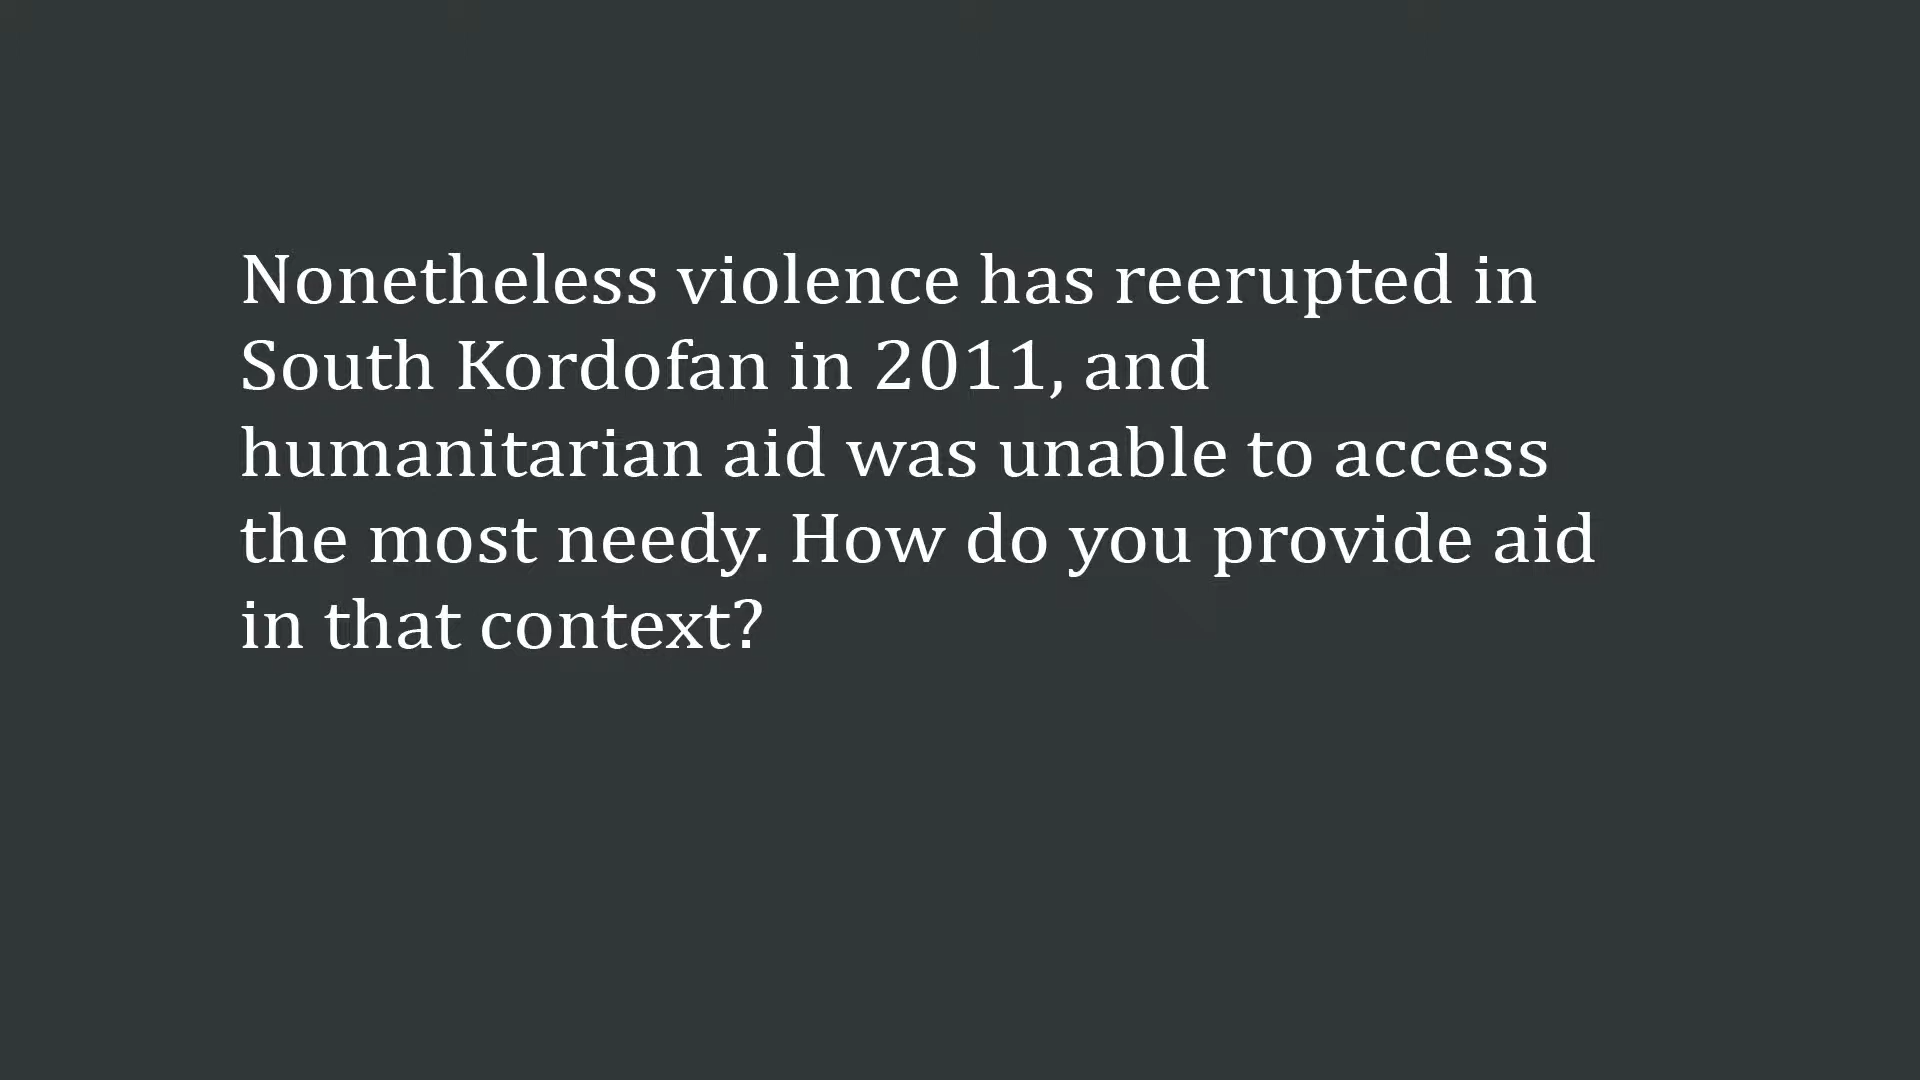 Nonetheless violence has reerupted in
South Kordofan in 2011, and
humanitarian aid was unable to access
the most needy. How do you provide aid
in that context?